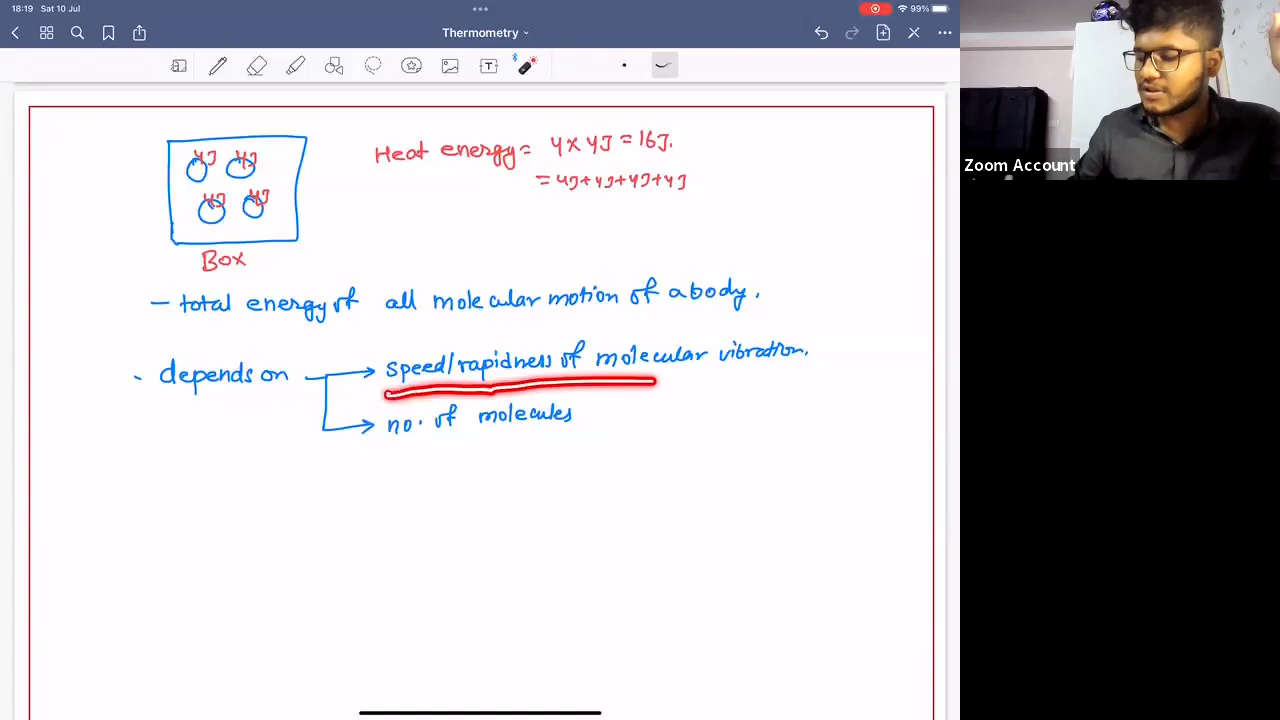 18:19 Sat 10 Jul
99%
Thermometry
4J 4J
4J 4J
Box
Heat energy = 4 x 4J = 16J.
= 4J + 4J + 4J + 4J
Zoom Account
- total energy of all molecular motion of a body.
- depends on
speed/rapidness of molecular vibration.
no. of molecules